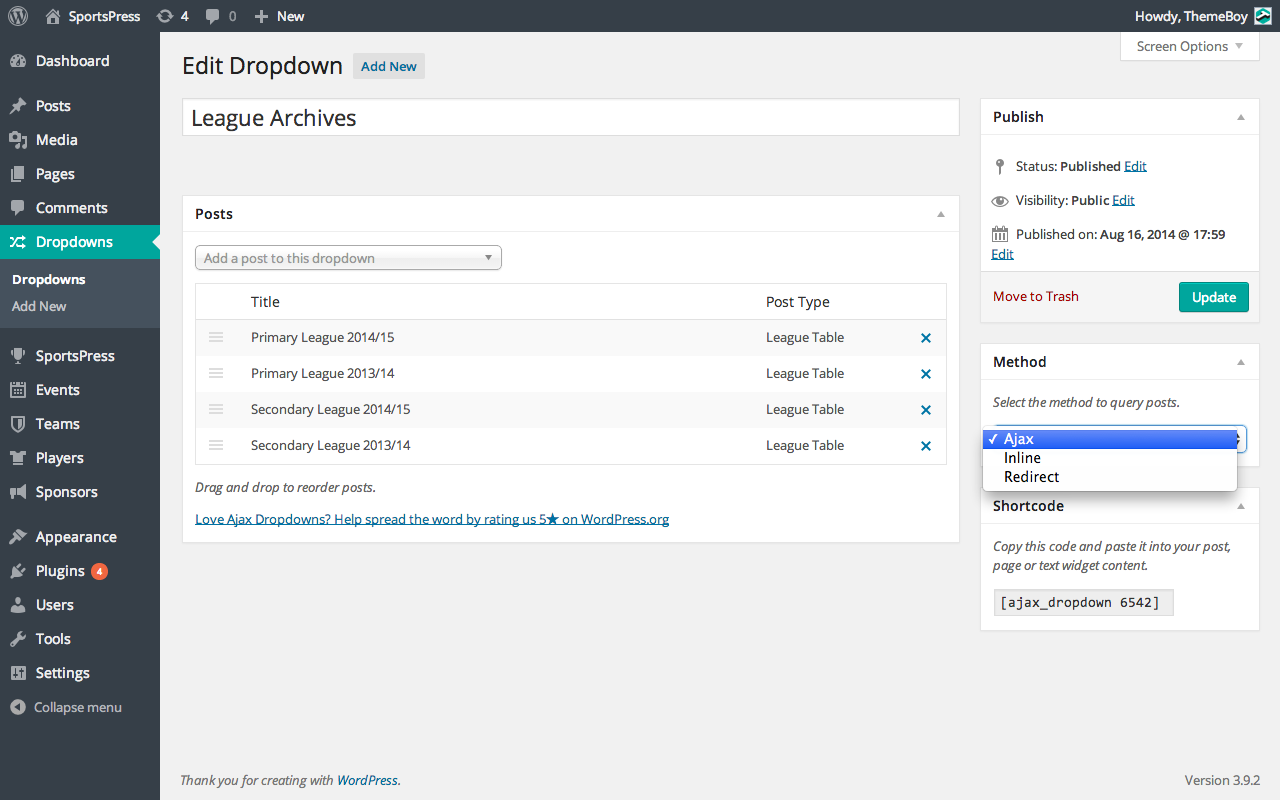 SportsPress 4 0 New
Howdy, ThemeBoy
Screen Options
Dashboard
Posts
Media
Pages
Comments
Dropdowns
Dropdowns
Add New
SportsPress
Events
Teams
Players
Sponsors
Appearance
Plugins 4
Users
Tools
Settings
Collapse menu
Edit Dropdown Add New
League Archives
Posts
Add a post to this dropdown
Title Post Type
Primary League 2014/15 League Table
Primary League 2013/14 League Table
Secondary League 2014/15 League Table
Secondary League 2013/14 League Table
Drag and drop to reorder posts.
Love Ajax Dropdowns? Help spread the word by rating us 5★ on WordPress.org
Publish
Status: Published Edit
Visibility: Public Edit
Published on: Aug 16, 2014 @ 17:59
Edit
Move to Trash Update
Method
Select the method to query posts.
✓ Ajax
Inline
Redirect
Shortcode
Copy this code and paste it into your post,
page or text widget content.
[ajax_dropdown 6542]
Thank you for creating with WordPress.
Version 3.9.2